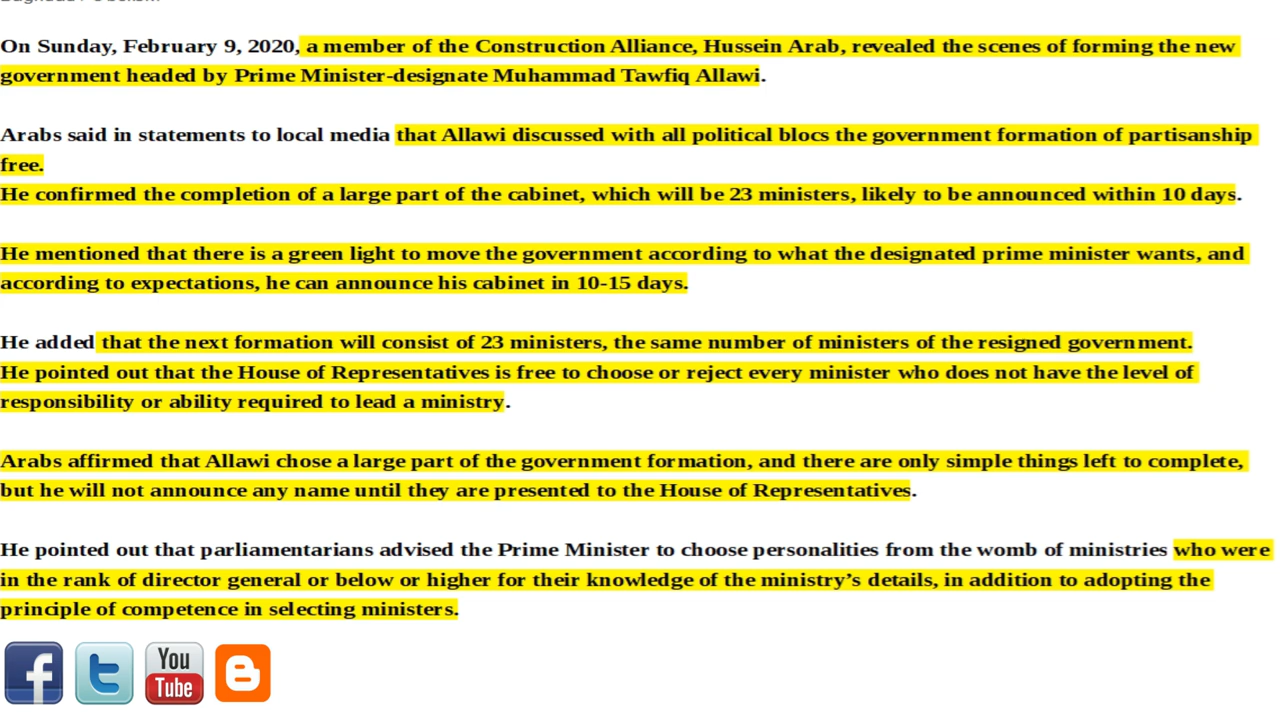 On Sunday, February 9, 2020, a member of the Construction Alliance, Hussein Arab, revealed the scenes of forming the new
government headed by Prime Minister-designate Muhammad Tawfiq Allawi.
Arabs said in statements to local media that Allawi discussed with all political blocs the government formation of partisanship
free.
He confirmed the completion of a large part of the cabinet, which will be 23 ministers, likely to be announced within 10 days.
He mentioned that there is a green light to move the government according to what the designated prime minister wants, and
according to expectations, he can announce his cabinet in 10-15 days.
He added that the next formation will consist of 23 ministers, the same number of ministers of the resigned government.
He pointed out that the House of Representatives is free to choose or reject every minister who does not have the level of
responsibility or ability required to lead a ministry.
Arabs affirmed that Allawi chose a large part of the government formation, and there are only simple things left to complete,
but he will not announce any name until they are presented to the House of Representatives.
He pointed out that parliamentarians advised the Prime Minister to choose personalities from the womb of ministries who were
in the rank of director general or below or higher for their knowledge of the ministry’s details, in addition to adopting the
principle of competence in selecting ministers.
You
Tube